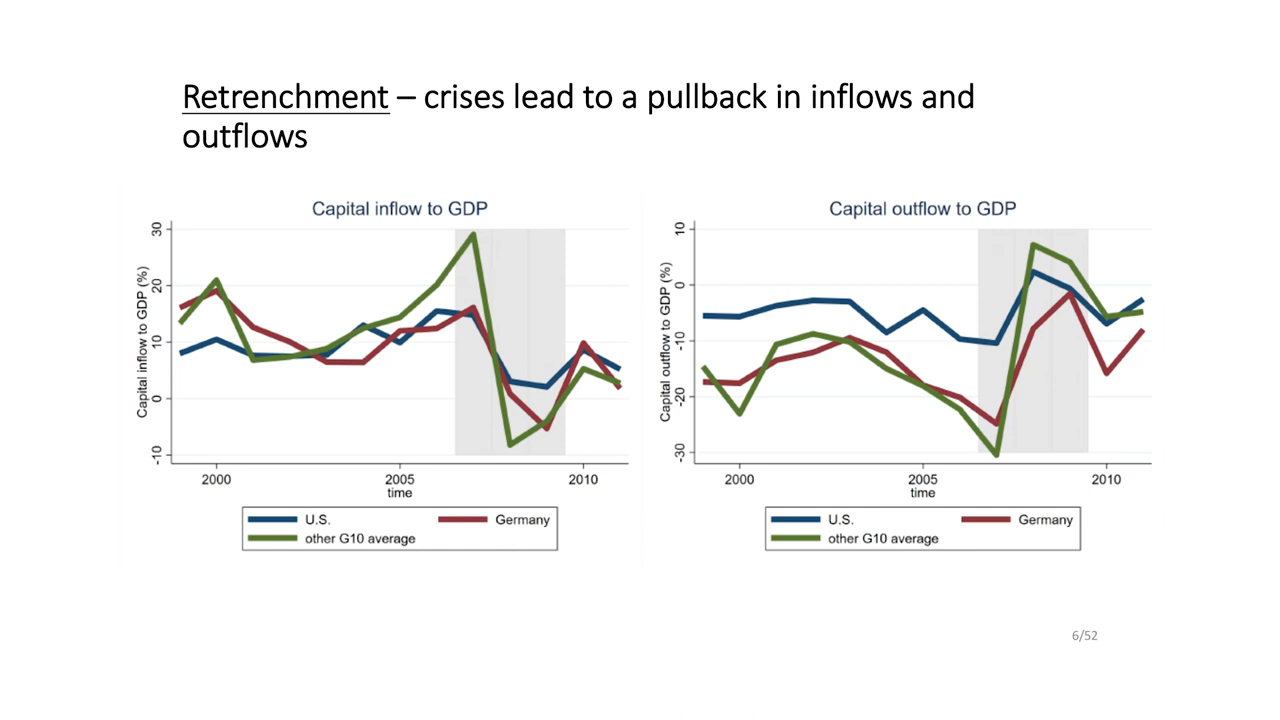 Retrenchment – crises lead to a pullback in inflows and
outflows
Capital inflow to GDP
Capital inflow to GDP (%)
30
20
10
0
-10
2000
2005
2010
time
U.S.
Germany
other G10 average
Capital outflow to GDP
Capital outflow to GDP (%)
10
0
-10
-20
-30
2000
2005
2010
time
U.S.
Germany
other G10 average
6/52